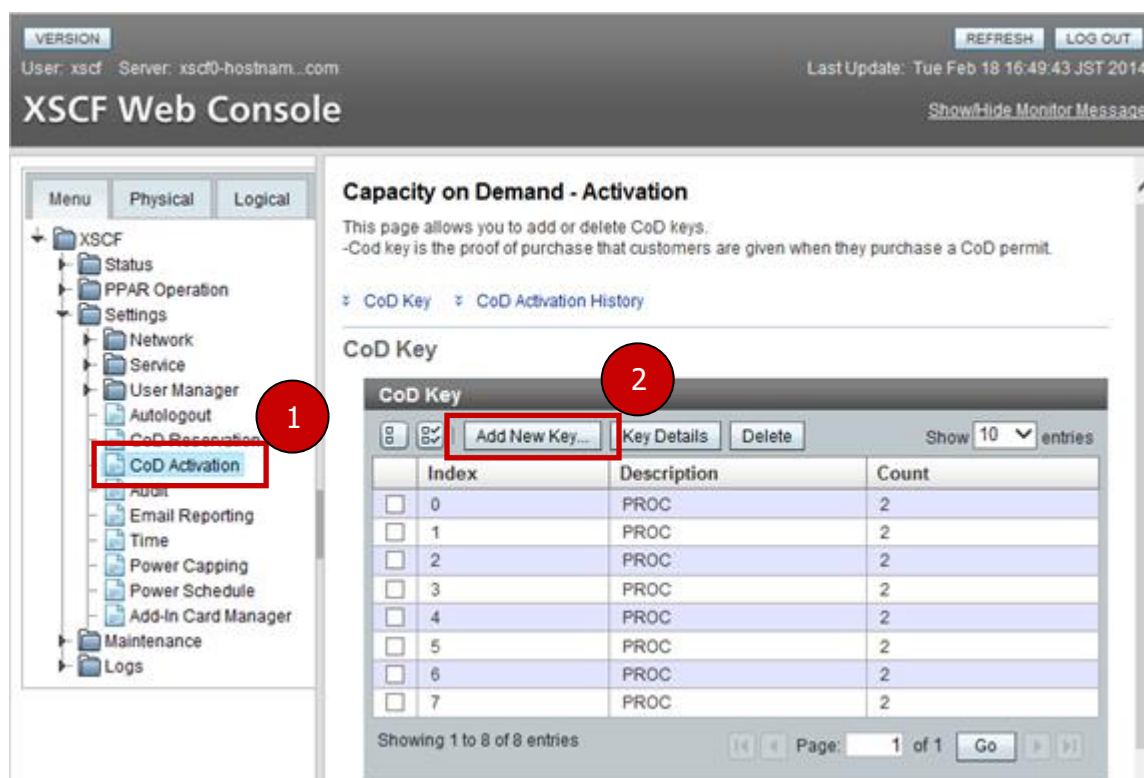 VERSION
REFRESH LOG OUT
User: xscf Server: xscf0-hostnam...com
Last Update: Tue Feb 18 16:49:43 JST 2014
XSCF Web Console
Show/Hide Monitor Message
Menu Physical Logical
XSCF
Status
PPAR Operation
Settings
Network
Service
User Manager
Autologout
CoD Reservation
CoD Activation
Audit
Email Reporting
Time
Power Capping
Power Schedule
Add-In Card Manager
Maintenance
Logs
1
Capacity on Demand - Activation
This page allows you to add or delete CoD keys.
-Cod key is the proof of purchase that customers are given when they purchase a CoD permit.
CoD Key CoD Activation History
CoD Key
2
CoD Key
Add New Key... Key Details Delete Show 10 entries
Index Description Count
0 PROC 2
1 PROC 2
2 PROC 2
3 PROC 2
4 PROC 2
5 PROC 2
6 PROC 2
7 PROC 2
Showing 1 to 8 of 8 entries Page: 1 of 1 Go